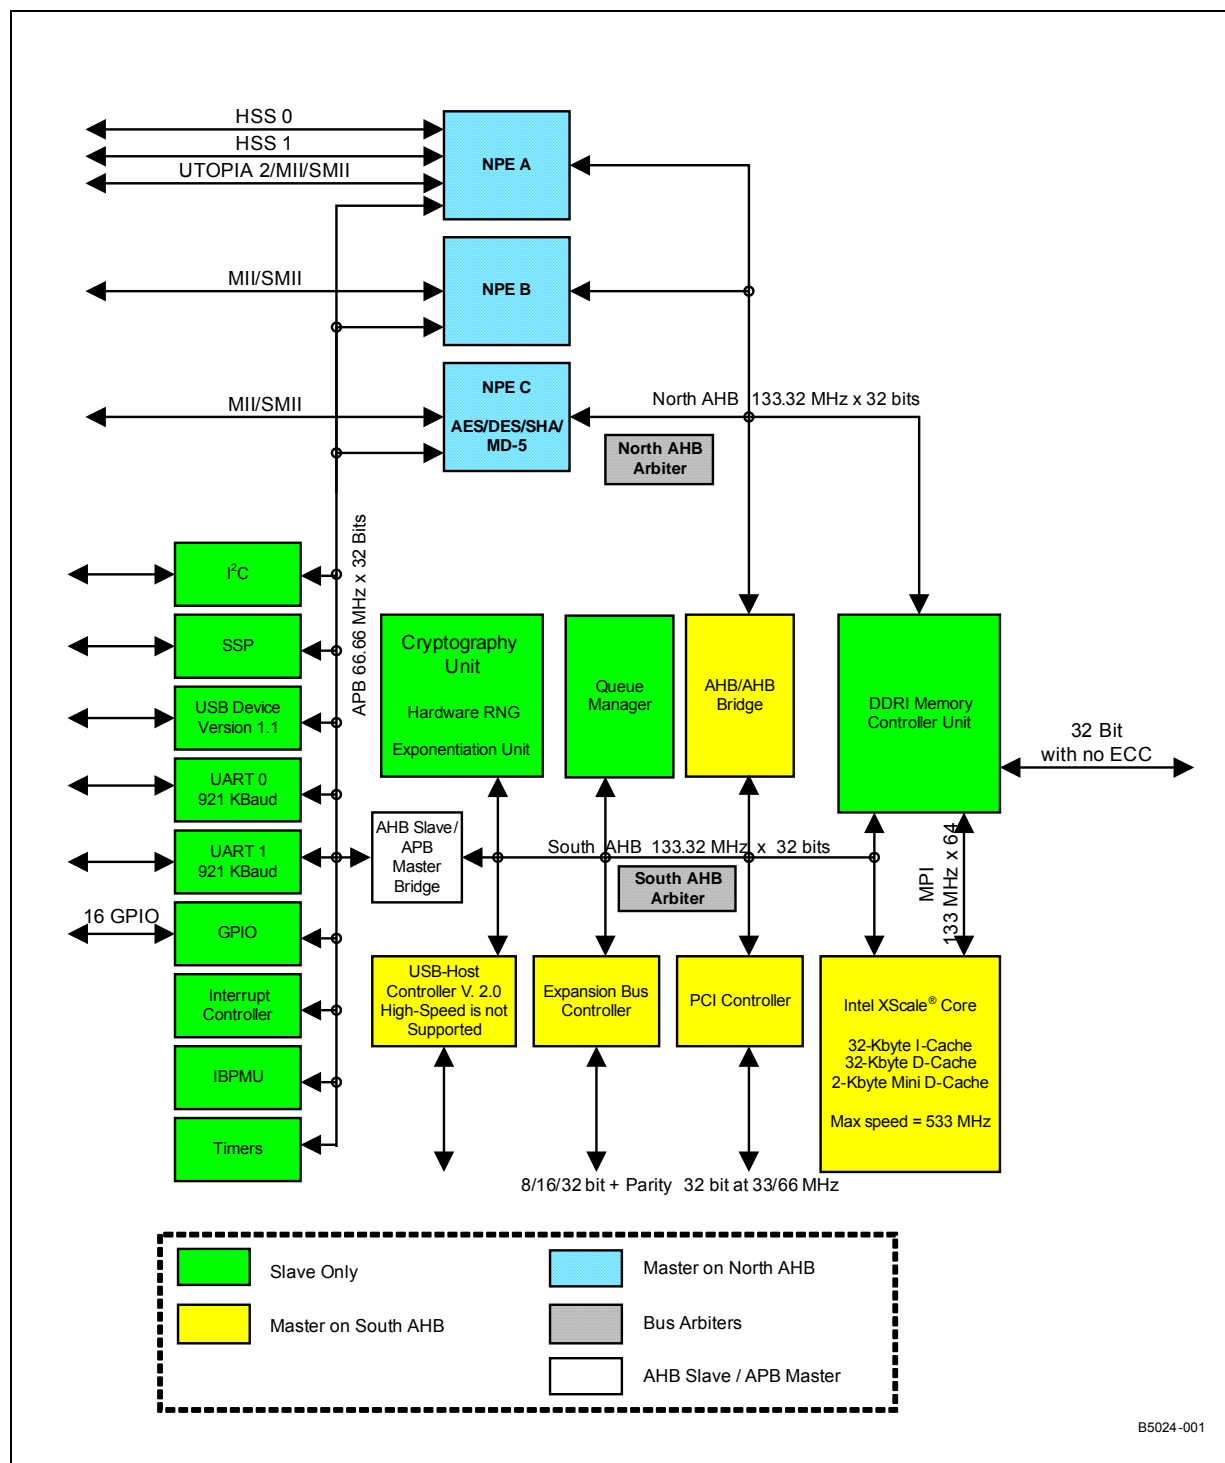 HSS 0
HSS 1
UTOPIA 2/MII/SMII
NPE A
MII/SMII
NPE B
MII/SMII
NPE C
AES/DES/SHA/
MD-5
North AHB 133.32 MHz x 32 bits
North AHB
Arbiter
APB 66.66 MHz x 32 Bits
I²C
SSP
USB Device
Version 1.1
UART 0
921 KBaud
UART 1
921 KBaud
16 GPIO
GPIO
Interrupt
Controller
IBPMU
Timers
Cryptography
Unit
Hardware RNG
Exponentiation Unit
Queue
Manager
AHB/AHB
Bridge
DDRI Memory
Controller Unit
32 Bit
with no ECC
AHB Slave/
APB
Master
Bridge
South AHB 133.32 MHz x 32 bits
South AHB
Arbiter
MPI
133 MHz x 64
USB-Host
Controller V. 2.0
High-Speed is not
Supported
Expansion Bus
Controller
PCI Controller
Intel XScale® Core
32-Kbyte I-Cache
32-Kbyte D-Cache
2-Kbyte Mini D-Cache
Max speed = 533 MHz
8/16/32 bit + Parity
32 bit at 33/66 MHz
Slave Only
Master on North AHB
Master on South AHB
Bus Arbiters
AHB Slave / APB Master
B5024-001